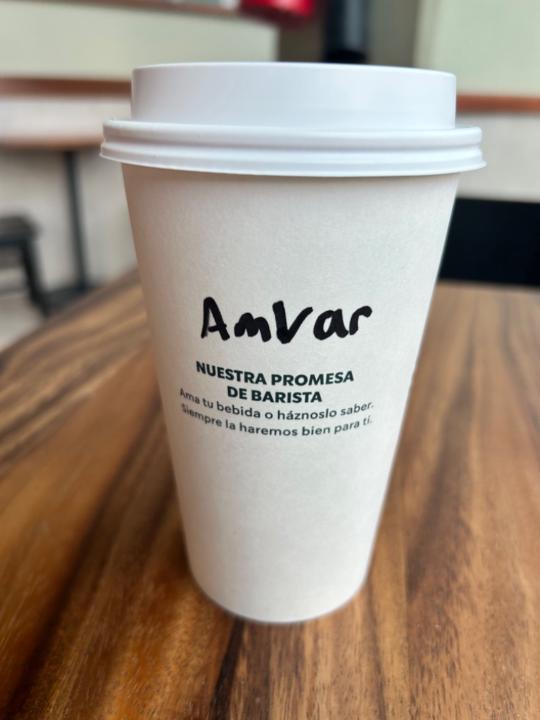 AmVar
NUESTRA PROMESA
DE BARISTA
Ama tu bebida o háznoslo saber.
Siempre la haremos bien para ti.